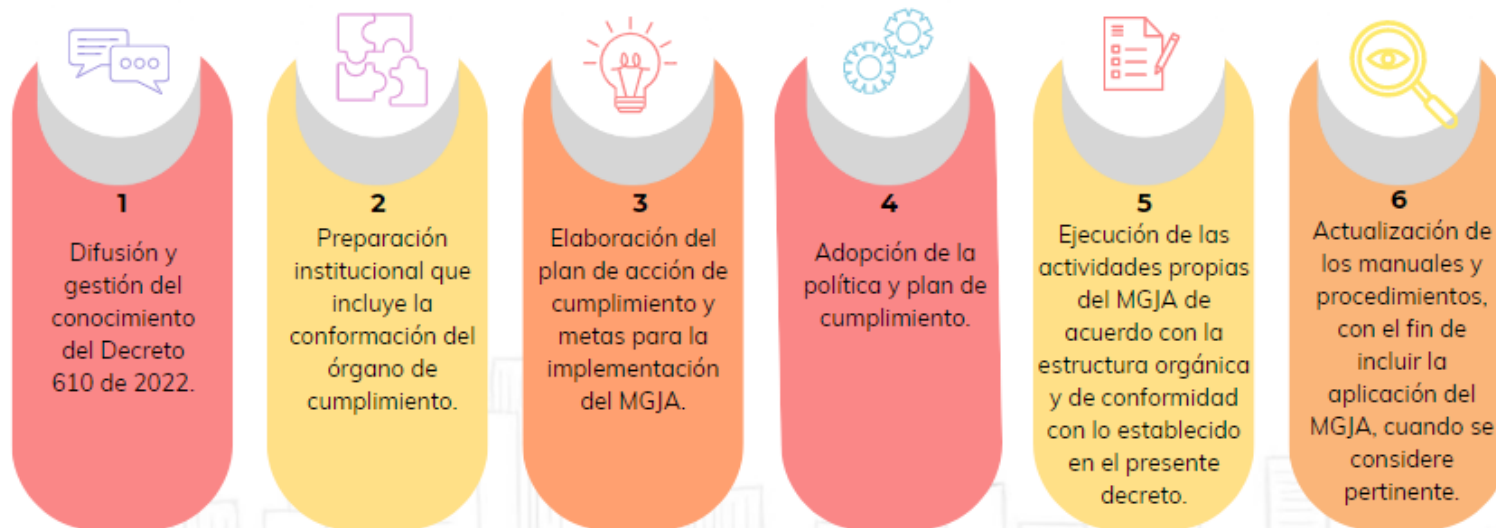 1
Difusión y
gestión del
conocimiento
del Decreto
610 de 2022.
2
Preparación
institucional que
incluye la
conformación del
órgano de
cumplimiento.
3
Elaboración del
plan de acción de
cumplimiento y
metas para la
implementación
del MGJA.
4
Adopción de la
política y plan de
cumplimiento.
5
Ejecución de las
actividades propias
del MGJA de
acuerdo con la
estructura orgánica
y de conformidad
con lo establecido
en el presente
decreto.
6
Actualización de
los manuales y
procedimientos,
con el fin de
incluir la
aplicación del
MGJA, cuando se
considere
pertinente.